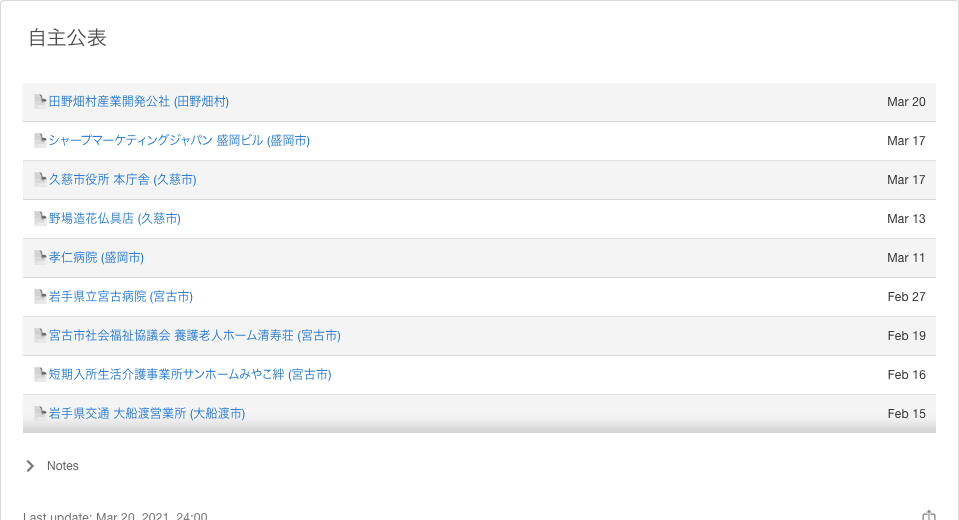 自主公表
田野畑村産業開発公社 (田野畑村) Mar 20
シャープマーケティングジャパン 盛岡ビル (盛岡市) Mar 17
久慈市役所 本庁舎 (久慈市) Mar 17
野場造花仏具店 (久慈市) Mar 13
孝仁病院 (盛岡市) Mar 11
岩手県立宮古病院 (宮古市) Feb 27
宮古市社会福祉協議会 養護老人ホーム清寿荘 (宮古市) Feb 19
短期入所生活介護事業所サンホームみやこ絆 (宮古市) Feb 16
岩手県交通 大船渡営業所 (大船渡市) Feb 15
Notes
Last update: Mar 20, 2021, 24:00